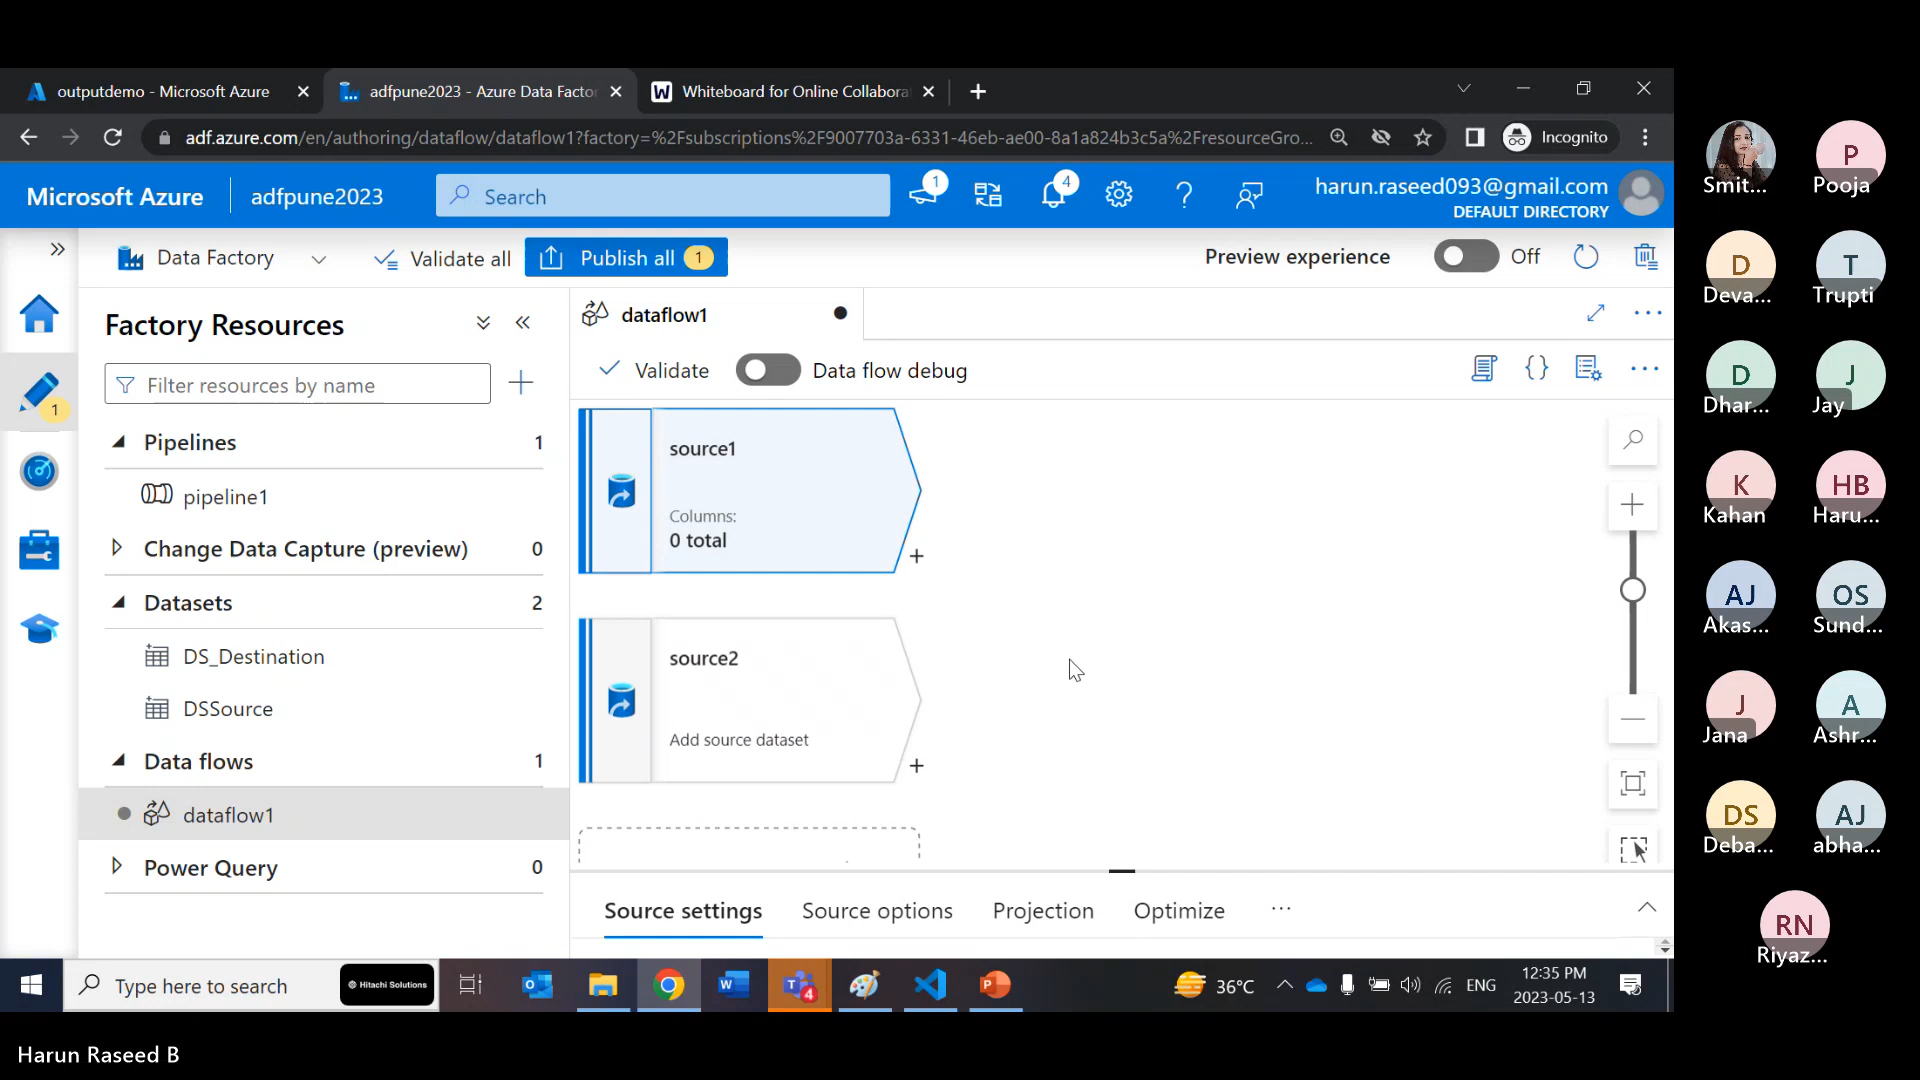 outputdemo - Microsoft Azure
adfpune2023 - Azure Data Facto
W Whiteboard for Online Collabora
adf.azure.com/en/authoring/dataflow/dataflow1?factory=%2Fsubscriptions%2F9007703a-6331-46eb-ae00-8a1a824b3c5a%2FresourceGro...
Incognito
Microsoft Azure
adfpune2023
Search
1
4
harun.raseed093@gmail.com
DEFAULT DIRECTORY
Data Factory
Validate all
Publish all 1
Preview experience
Off
Factory Resources
Filter resources by name
1
Pipelines 1
pipeline1
Change Data Capture (preview) 0
Datasets 2
DS_Destination
DSSource
Data flows 1
dataflow1
Power Query 0
dataflow1
Validate
Data flow debug
source1
Columns:
0 total
source2
Add source dataset
Source settings
Source options
Projection
Optimize
Type here to search
Hitachi Solutions
4
36°C
ENG
12:35 PM
2023-05-13
Smit...
P
Pooja
D
Deva...
T
Trupti
D
Dhar...
J
Jay
K
Kahan
HB
Haru...
AJ
Akas...
OS
Sund...
J
Jana
A
Ashr...
DS
Deba...
AJ
abha...
RN
Riyaz...
Harun Raseed B